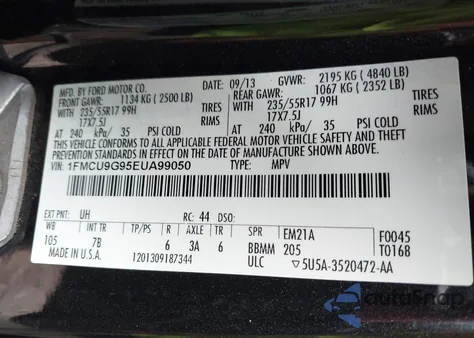 MFD. BY FORD MOTOR CO.
DATE: 09/13 GVWR: 2195 KG ( 4840 LB)
FRONT GAWR: 1134 KG ( 2500 LB) REAR GAWR: 1067 KG ( 2352 LB)
WITH 235/55R17 99H TIRES WITH 235/55R17 99H TIRES
17X7.5J RIMS 17X7.5J RIMS
AT 240 kPa/ 35 PSI COLD AT 240 kPa/ 35 PSI COLD
THIS VEHICLE CONFORMS TO ALL APPLICABLE FEDERAL MOTOR VEHICLE SAFETY AND THEFT PREVENTION STANDARDS IN EFFECT ON THE DATE OF MANUFACTURE SHOWN ABOVE.
VIN: 1FMCU9G95EUA99050 TYPE: MPV
EXT PNT: UH RC: 44 DSO:
WB INT TR TP/PS R AXLE TR SPR EM21A F0045
105 7B 6 3A 6 BBMM 205 T0168
MADE IN U.S.A. 1201309187344 ULC 5U5A-3520472-AA
autosnap